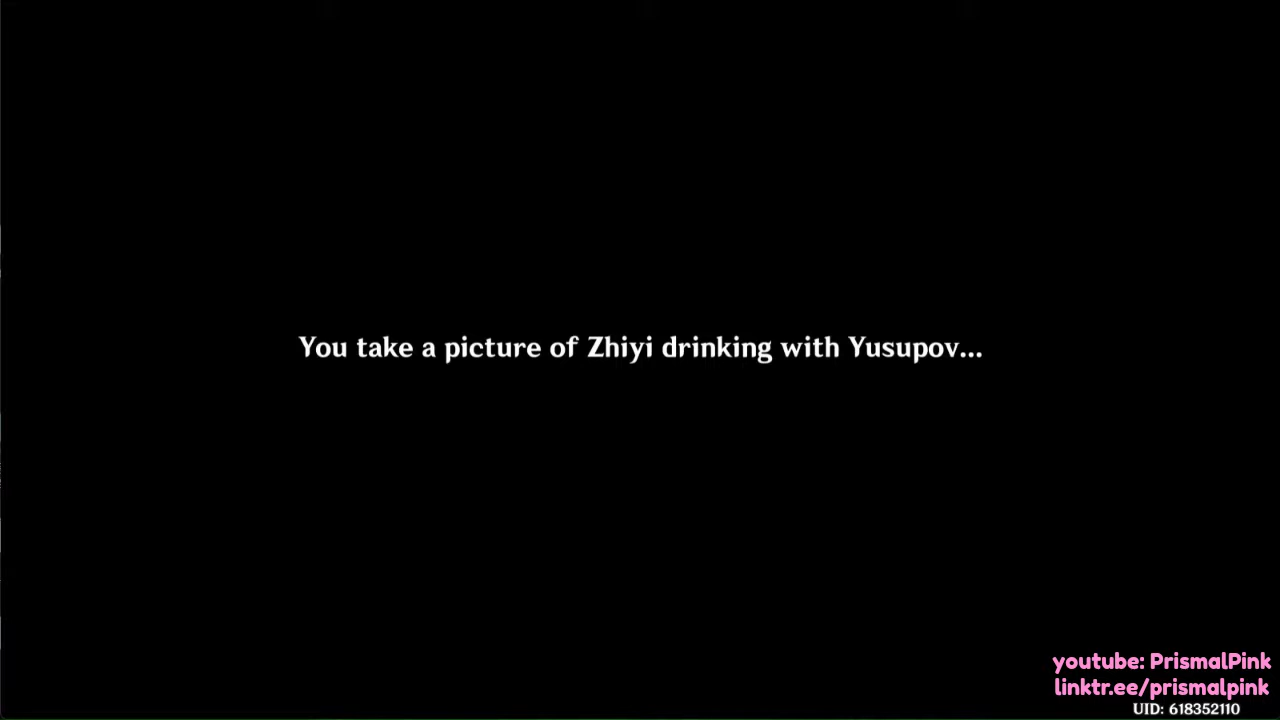 You take a picture of Zhiyi drinking with Yusupov...
youtube: PrismalPink
linktr.ee/prismalpink
UID: 618352110